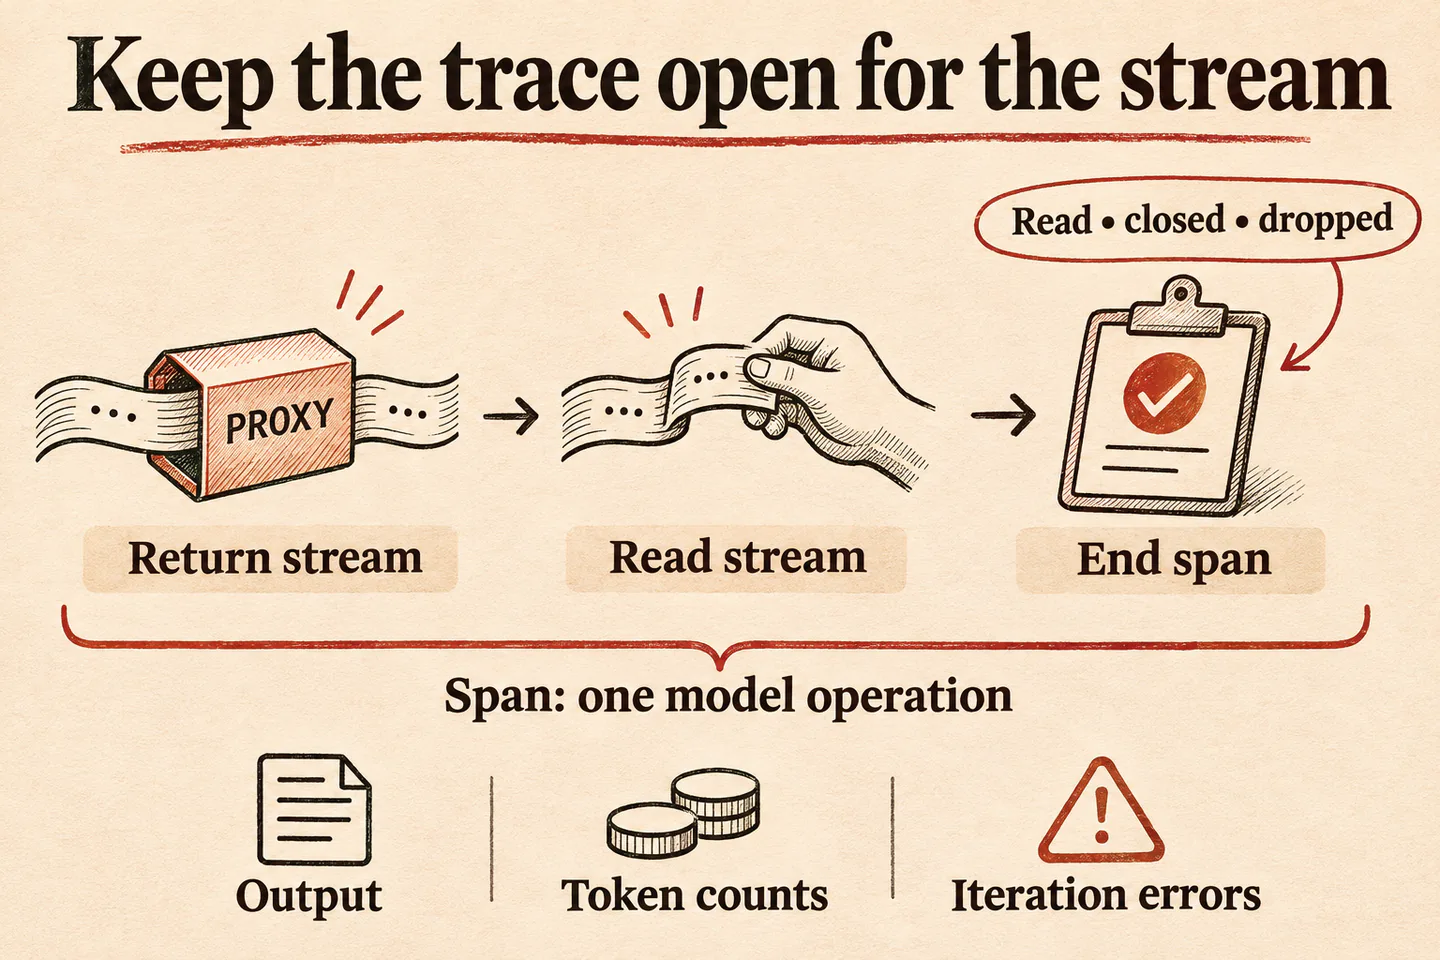 Keep the trace open for the stream
Read • closed • dropped
PROXY
Return stream
Read stream
End span
Span: one model operation
Output
Token counts
Iteration errors